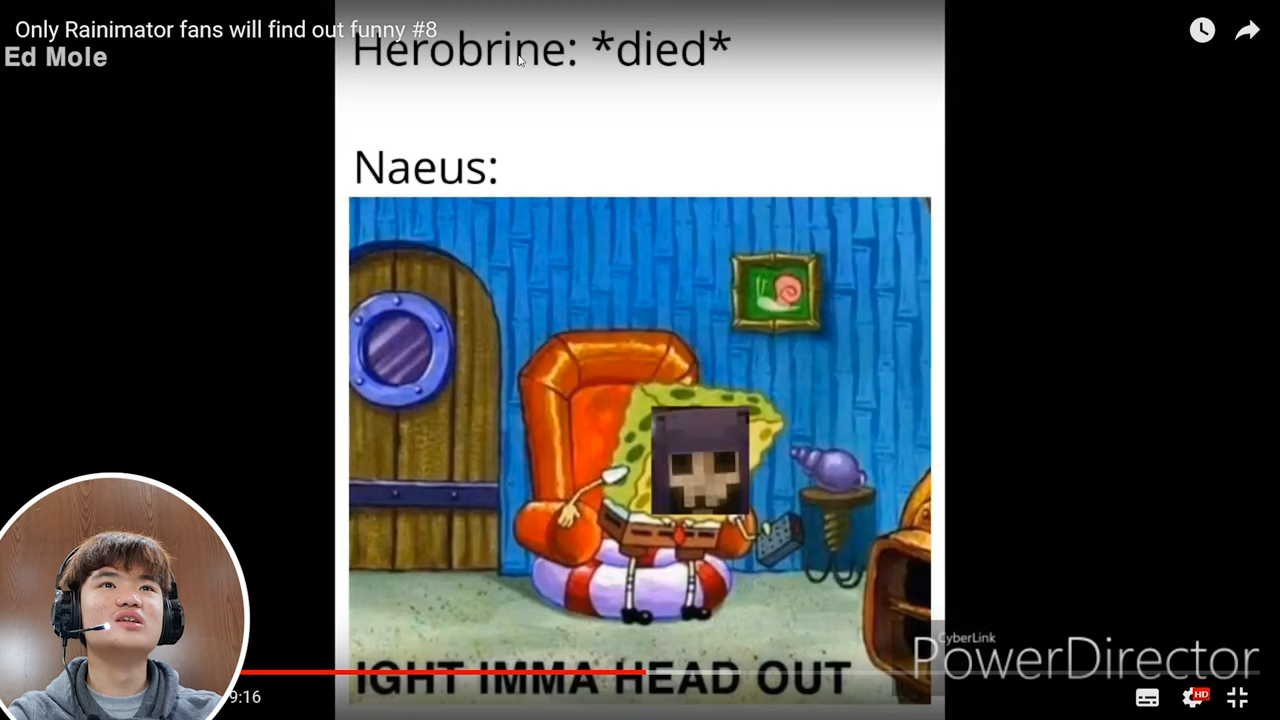 Only Rainimator fans will find out funny #8
Ed Mole
Herobrine: *died*
Naeus:
IGHT IMMA HEAD OUT
CyberLink
PowerDirector
9:16
HD